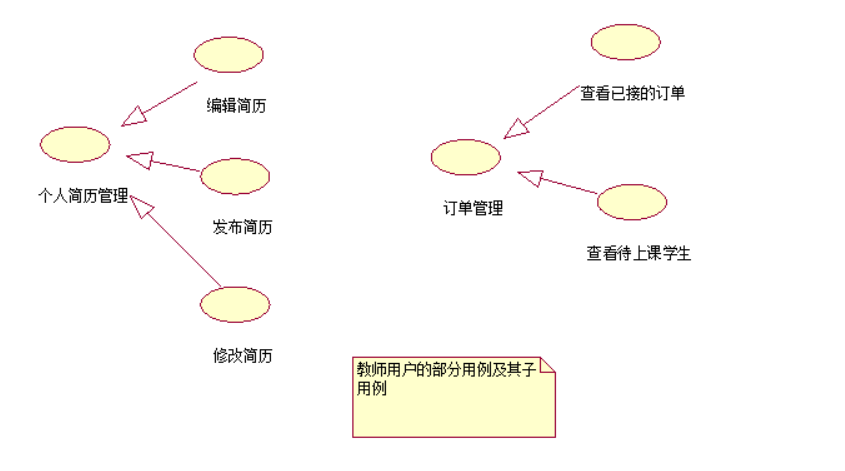 编辑简历
个人简历管理
发布简历
修改简历
查看已接的订单
订单管理
查看待上课学生
教师用户的部分用例及其子
用例